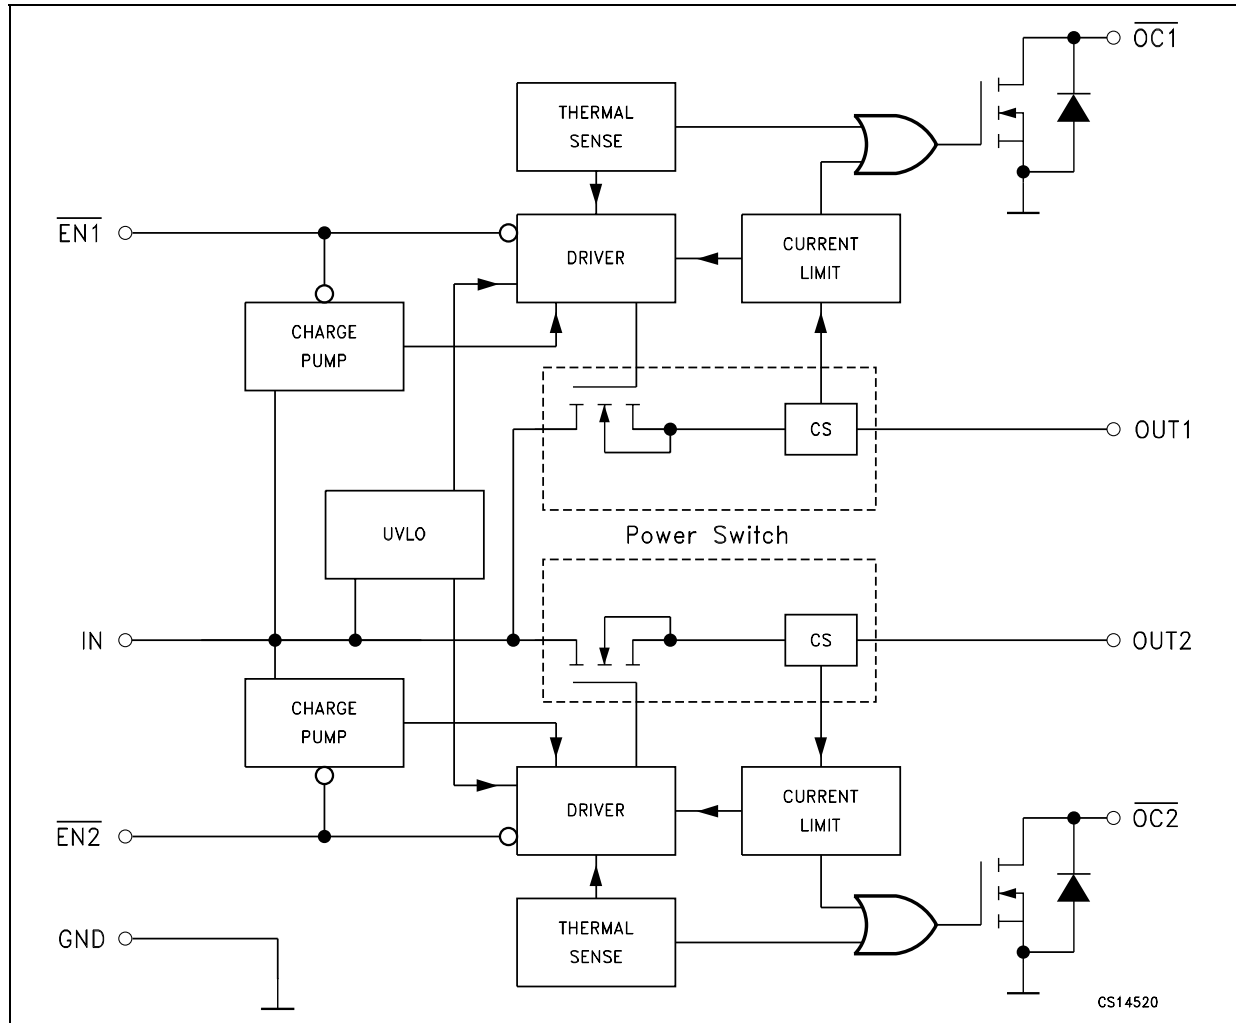 OC1
THERMAL
SENSE
EN1
DRIVER
CURRENT
LIMIT
CHARGE
PUMP
CS
OUT1
UVLO
Power Switch
IN
CS
OUT2
CHARGE
PUMP
DRIVER
CURRENT
LIMIT
OC2
EN2
GND
THERMAL
SENSE
CS14520